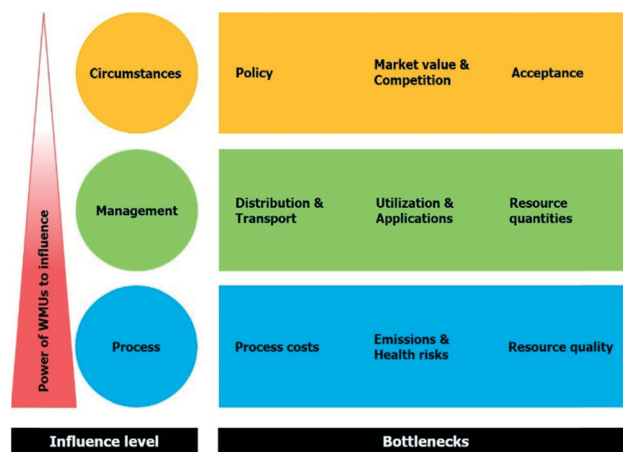 Circumstances
Policy
Market value &
Competition
Acceptance
Management
Distribution &
Transport
Utilization &
Applications
Resource
quantities
Process
Process costs
Emissions &
Health risks
Resource quality
Power of WMUs to influence
Influence level
Bottlenecks